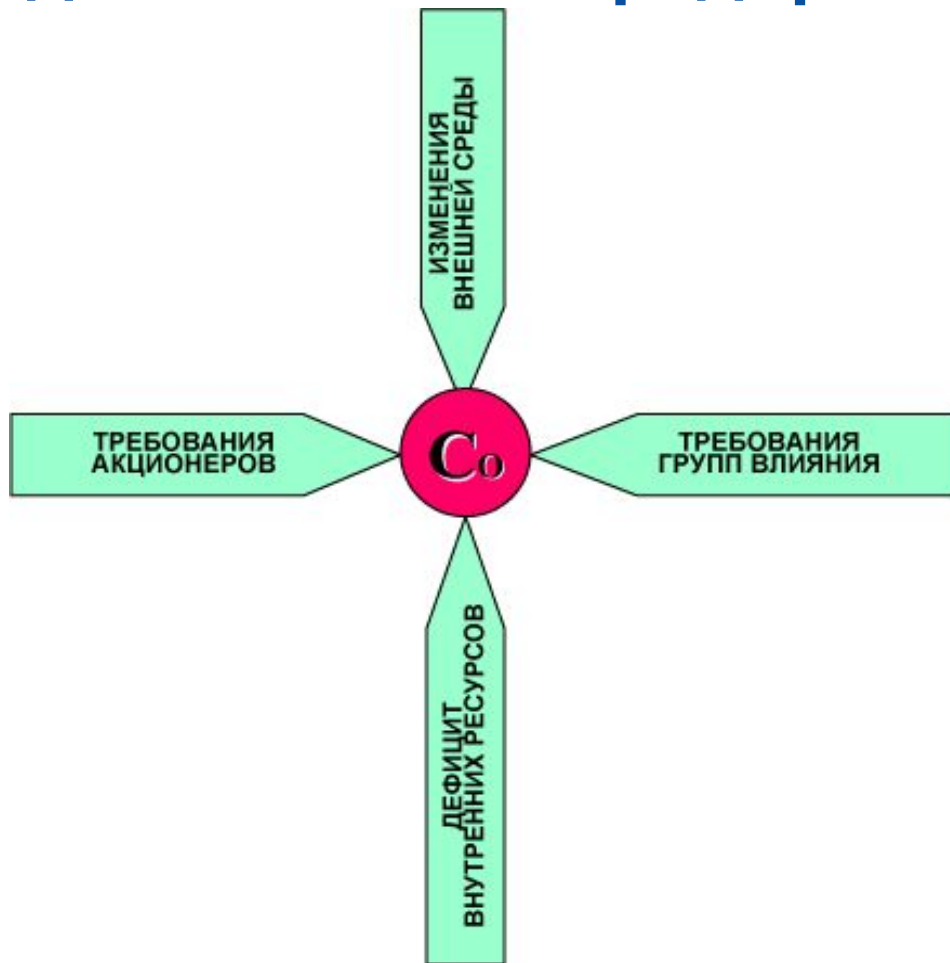 ИЗМЕНЕНИЯ
ВНЕШНЕЙ СРЕДЫ
ТРЕБОВАНИЯ
АКЦИОНЕРОВ
Co
ТРЕБОВАНИЯ
ГРУПП ВЛИЯНИЯ
ДЕФИЦИТ
ВНУТРЕННИХ РЕСУРСОВ